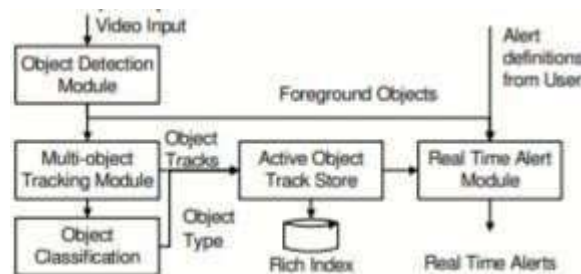 Video Input
Alert
definitions
from User
Object Detection
Module
Foreground Objects
Object
Tracks
Multi-object
Tracking Module
Active Object
Track Store
Real Time Alert
Module
Object
Type
Object
Classification
Rich Index
Real Time Alerts